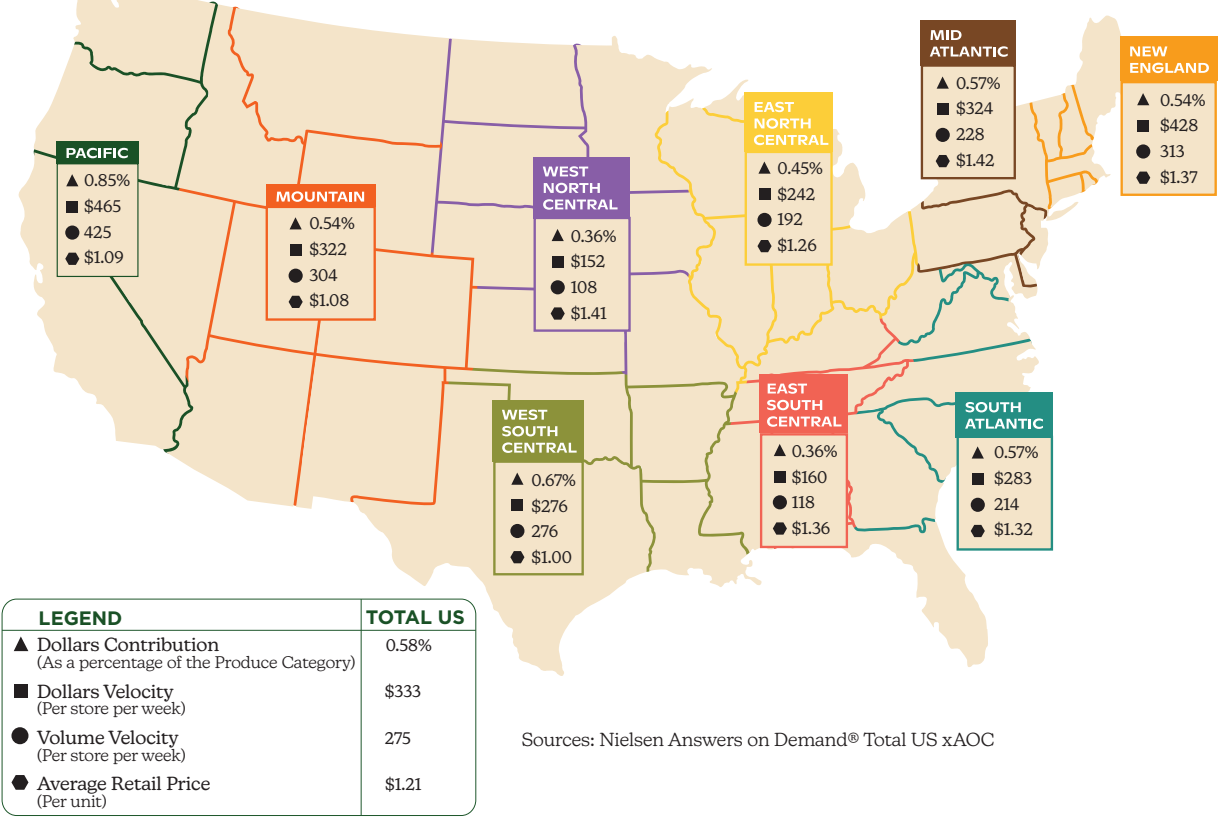 MID
ATLANTIC
0.57%
$324
228
$1.42
NEW
ENGLAND
0.54%
$428
313
$1.37
EAST
NORTH
CENTRAL
0.45%
$242
192
$1.26
PACIFIC
0.85%
$465
425
$1.09
WEST
NORTH
CENTRAL
0.36%
$152
108
$1.41
MOUNTAIN
0.54%
$322
304
$1.08
EAST
SOUTH
CENTRAL
0.36%
$160
118
$1.36
SOUTH
ATLANTIC
0.57%
$283
214
$1.32
WEST
SOUTH
CENTRAL
0.67%
$276
276
$1.00
LEGEND TOTAL US
Dollars Contribution 0.58%
(As a percentage of the Produce Category)
Dollars Velocity $333
(Per store per week)
Volume Velocity 275
(Per store per week)
Average Retail Price $1.21
(Per unit)
Sources: Nielsen Answers on Demand® Total US xAOC